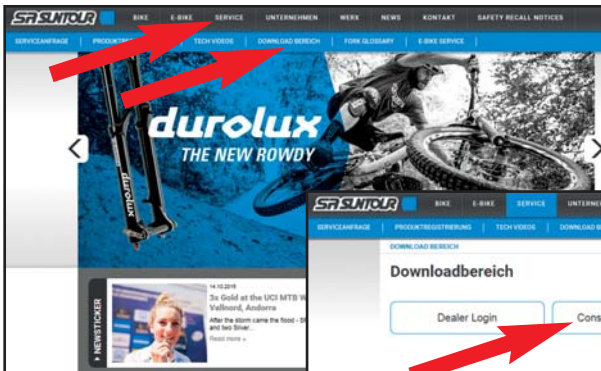 SR SUNTOUR BIKE E-BIKE SERVICE UNTERNEHMEN WERX NEWS KONTAKT SAFETY RECALL NOTICES
SERVICEANFRAGE TECH VIDEOS DOWNLOAD BEREICH FORK GLOSSARY E-BIKE SERVICE
durolux
THE NEW ROWDY
durolux
NEWSTICKER
14.10.2015
3x Gold at the UCI MTB W
Vallnord, Andorra
After the storm came the flood - SR
and two Silver...
Read more »
SR SUNTOUR BIKE E-BIKE SERVICE UNTERNEH
SERVICEANFRAGE PRODUKTREGISTRIERUNG TECH VIDEOS DOWNLOAD B
DOWNLOAD BEREICH
Downloadbereich
Dealer Login
Cons